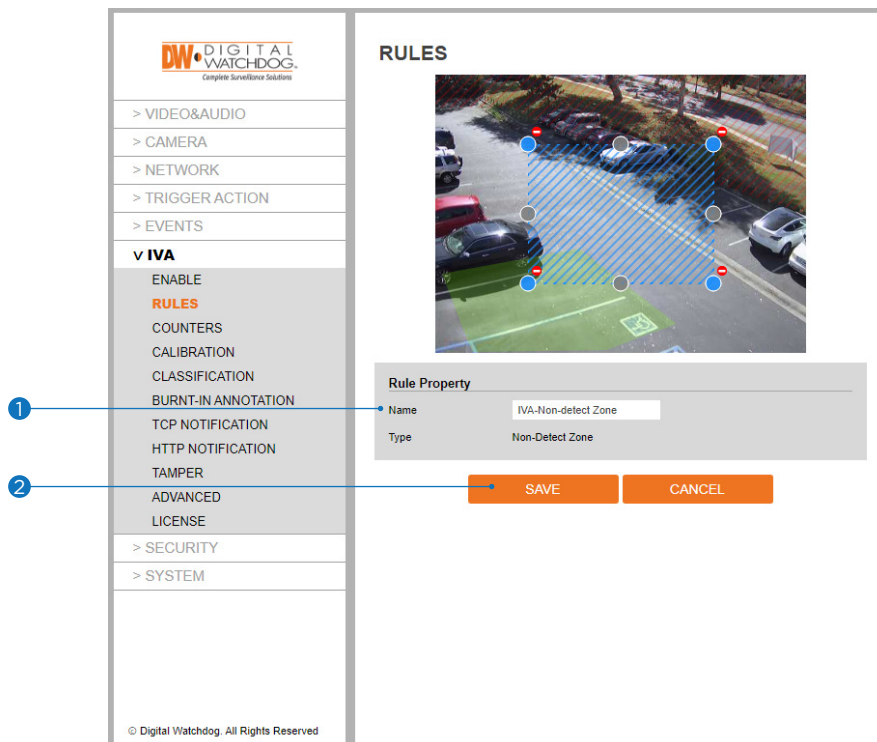 DW DIGITAL
WATCHDOG.
Complete Surveillance Solutions
> VIDEO&AUDIO
> CAMERA
> NETWORK
> TRIGGER ACTION
> EVENTS
v IVA
ENABLE
RULES
COUNTERS
CALIBRATION
CLASSIFICATION
BURNT-IN ANNOTATION
TCP NOTIFICATION
HTTP NOTIFICATION
TAMPER
ADVANCED
LICENSE
> SECURITY
> SYSTEM
© Digital Watchdog. All Rights Reserved
RULES
Rule Property
1
Name IVA-Non-detect Zone
Type Non-Detect Zone
2
SAVE CANCEL